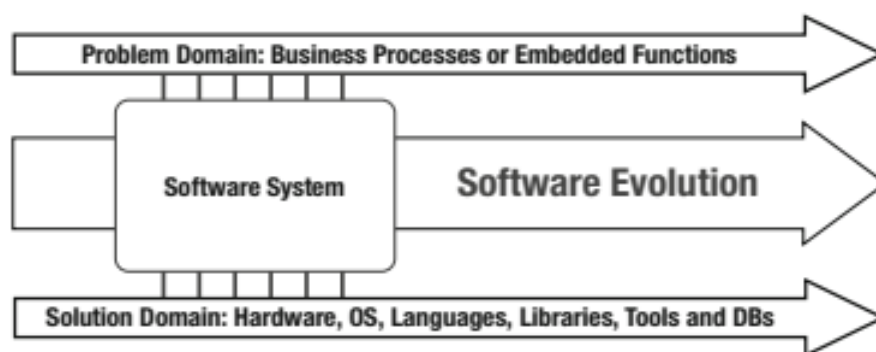 Problem Domain: Business Processes or Embedded Functions
Software System
Software Evolution
Solution Domain: Hardware, OS, Languages, Libraries, Tools and DBs